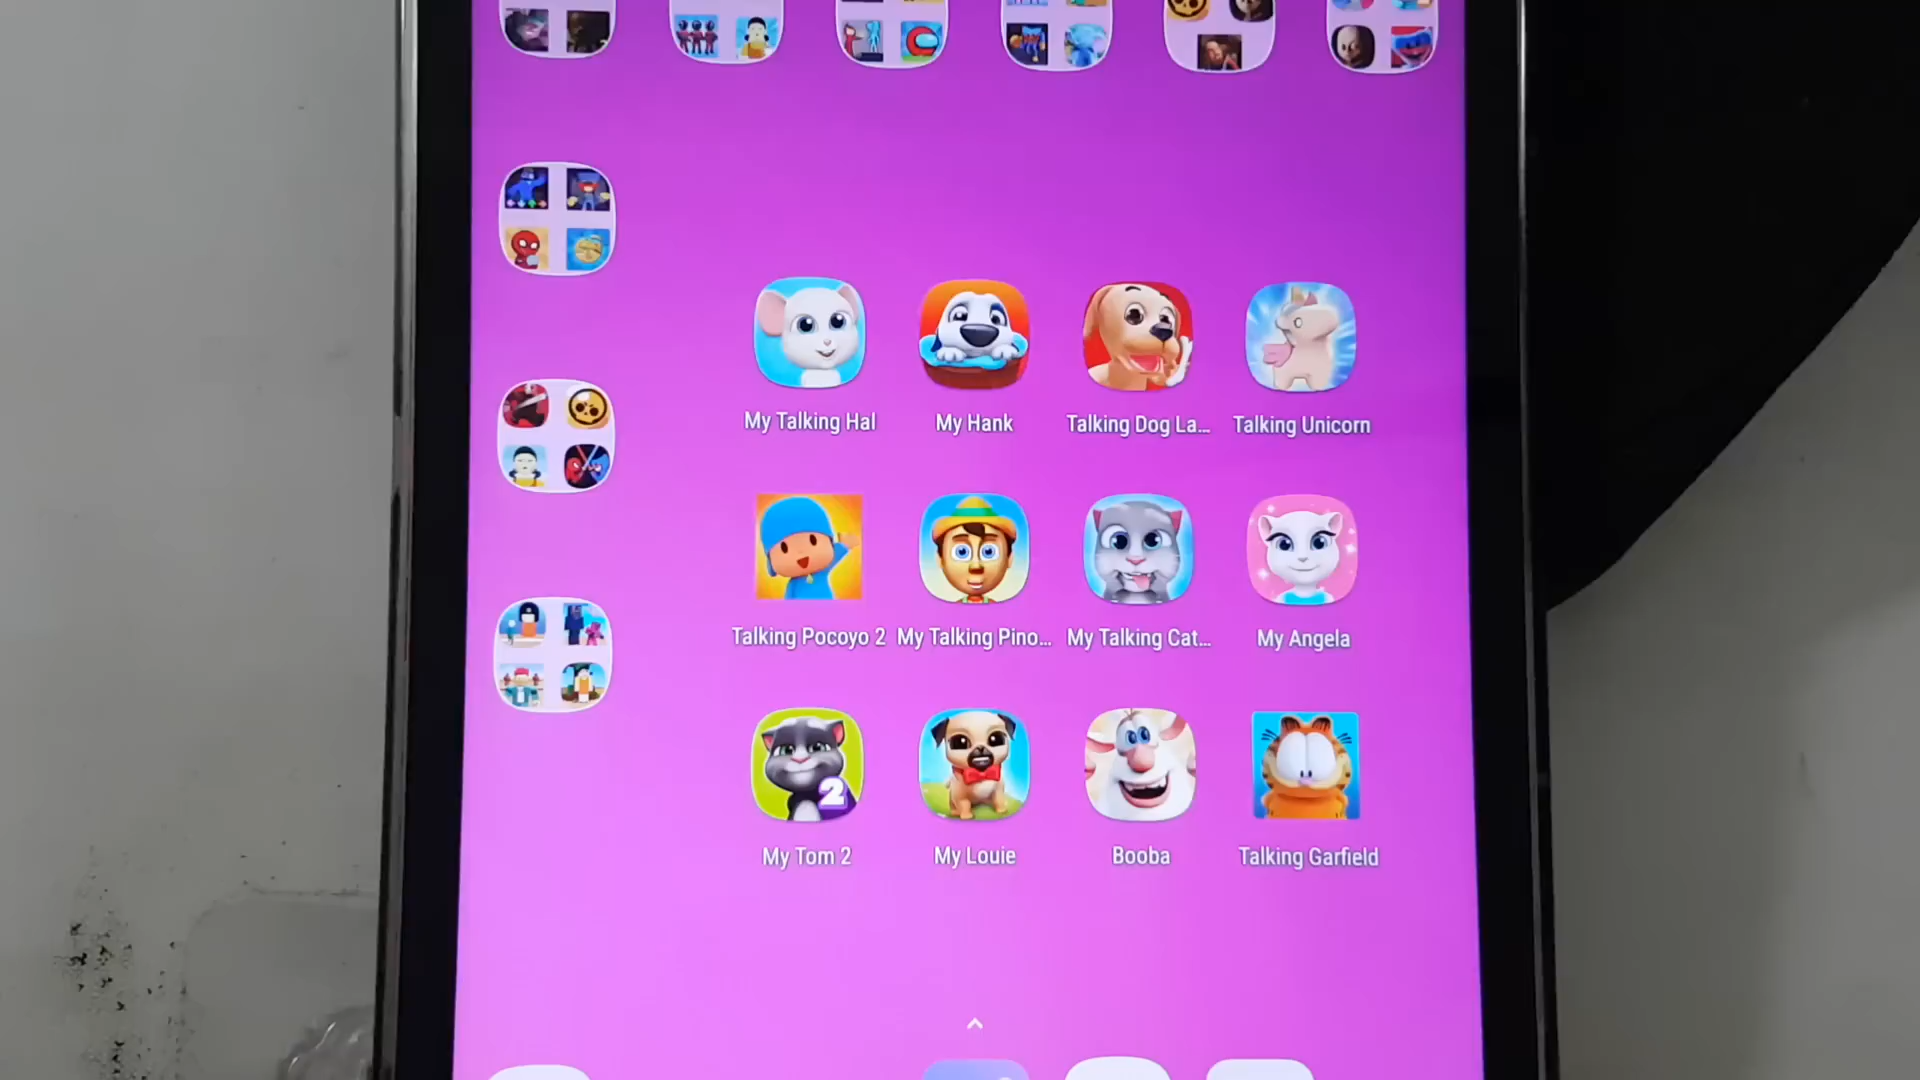 My Talking Hal
My Hank
Talking Dog La...
Talking Unicorn
Talking Pocoyo 2
My Talking Pino...
My Talking Cat...
My Angela
2
My Tom 2
My Louie
Booba
Talking Garfield